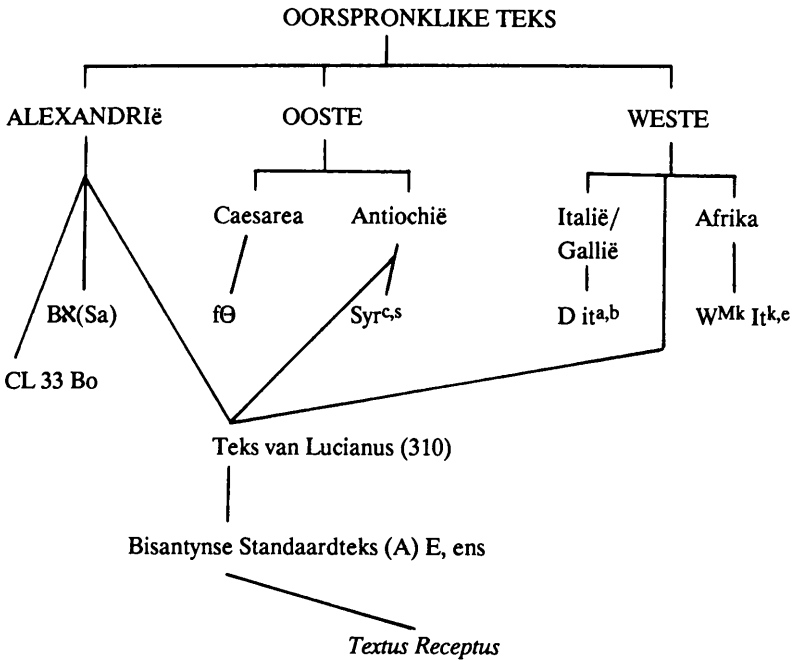 OORSPRONKLIKE TEKS
ALEXANDRIë OOSTE WESTE
Caesarea Antiochië Italië/ Afrika
Gallië
Bℵ(Sa) fΘ Syrc,s D ita,b WMk Itk,e
CL 33 Bo
Teks van Lucianus (310)
Bisantynse Standaardteks (A) E, ens
Textus Receptus